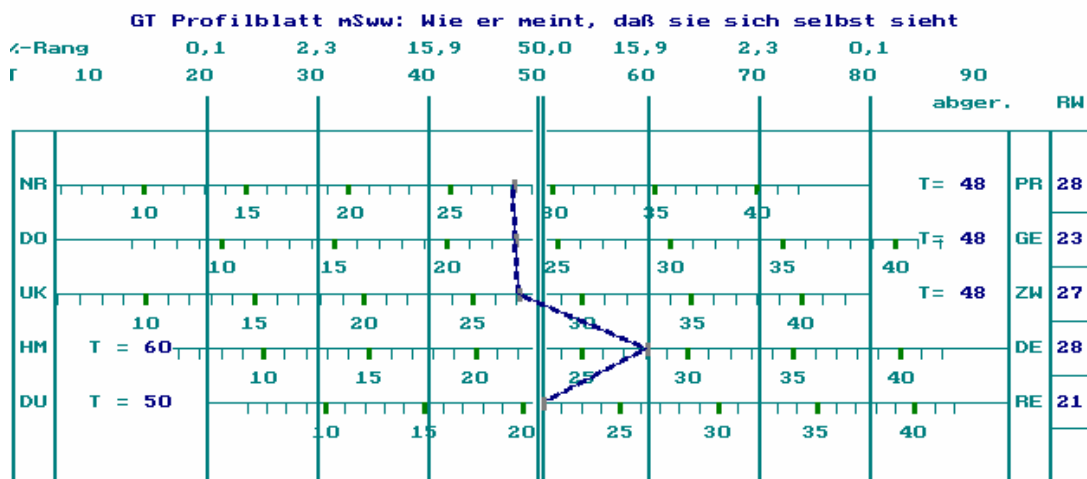 GT Profilblatt mSww: Wie er meint, daß sie sich selbst sieht
-Rang 0,1 2,3 15,9 50,0 15,9 2,3 0,1
10 20 30 40 50 60 70 80 90
abger. RW
NR T= 48 PR 28
10 15 20 25 30 35 40
DO T= 48 GE 23
10 15 20 25 30 35 40
UK T= 48 ZW 27
10 15 20 25 30 35 40
HM T = 60 DE 28
10 15 20 25 30 35 40
DU T = 50 RE 21
10 15 20 25 30 35 40